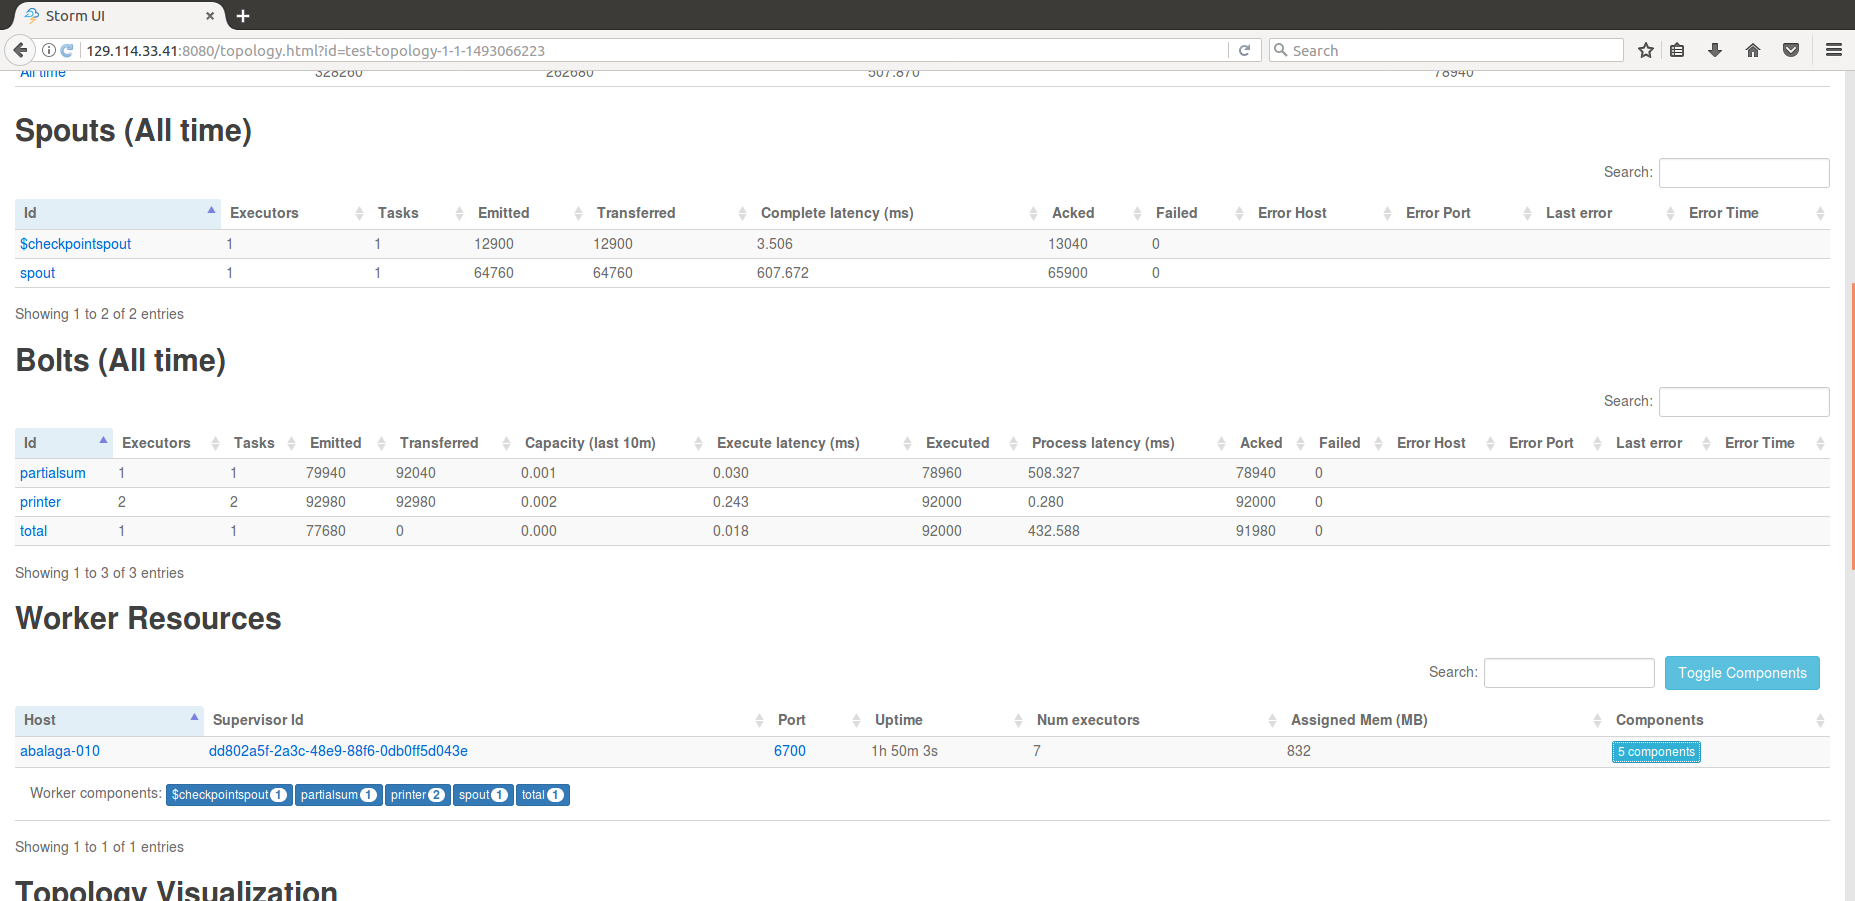 Storm UI
129.114.33.41:8080/topology.html?id=test-topology-1-1-1493066223
Search
All time 328260 262680 507.870 78940
Spouts (All time)
Search:
Id Executors Tasks Emitted Transferred Complete latency (ms) Acked Failed Error Host Error Port Last error Error Time
$checkpointspout 1 1 12900 12900 3.506 13040 0
spout 1 1 64760 64760 607.672 65900 0
Showing 1 to 2 of 2 entries
Bolts (All time)
Search:
Id Executors Tasks Emitted Transferred Capacity (last 10m) Execute latency (ms) Executed Process latency (ms) Acked Failed Error Host Error Port Last error Error Time
partialsum 1 1 79940 92040 0.001 0.030 78960 508.327 78940 0
printer 2 2 92980 92980 0.002 0.243 92000 0.280 92000 0
total 1 1 77680 0 0.000 0.018 92000 432.588 91980 0
Showing 1 to 3 of 3 entries
Worker Resources
Search: Toggle Components
Host Supervisor Id Port Uptime Num executors Assigned Mem (MB) Components
abalaga-010 dd802a5f-2a3c-48e9-88f6-0db0ff5d043e 6700 1h 50m 3s 7 832 5 components
Worker components: $checkpointspout 1 partialsum 1 printer 2 spout 1 total 1
Showing 1 to 1 of 1 entries
Topology Visualization